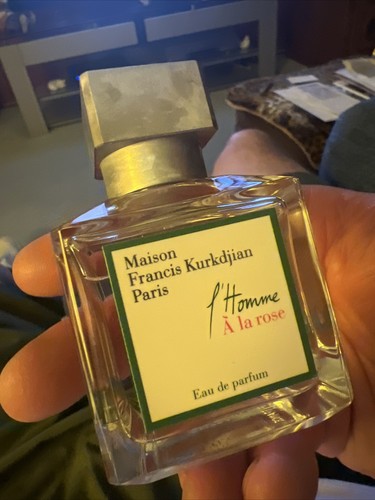 Maison
Francis Kurkdjian
Paris
l'Homme
À la rose
Eau de parfum